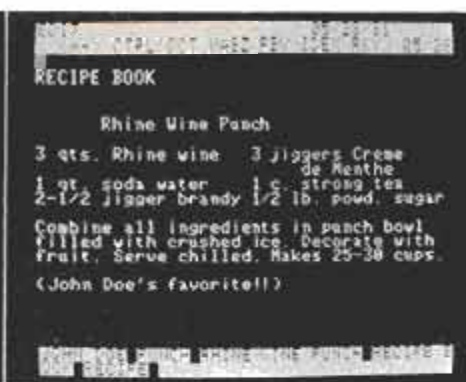 RECIPE BOOK
Rhine Wine Punch
3 qts. Rhine wine 3 jiggers Creme
de Menthe
1 qt. soda water 1 c. strong tea
2-1/2 jigger brandy 1/2 lb. powd. sugar
Combine all ingredients in punch bowl
filled with crushed ice. Decorate with
fruit. Serve chilled. Makes 25-30 cups.
(John Doe's favorite!!)